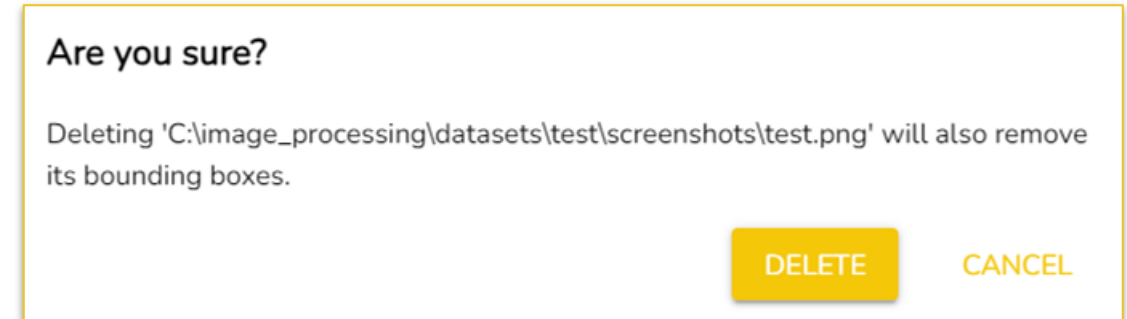 Are you sure?
Deleting 'C:\image_processing\datasets\test\screenshots\test.png' will also remove
its bounding boxes.
DELETE CANCEL